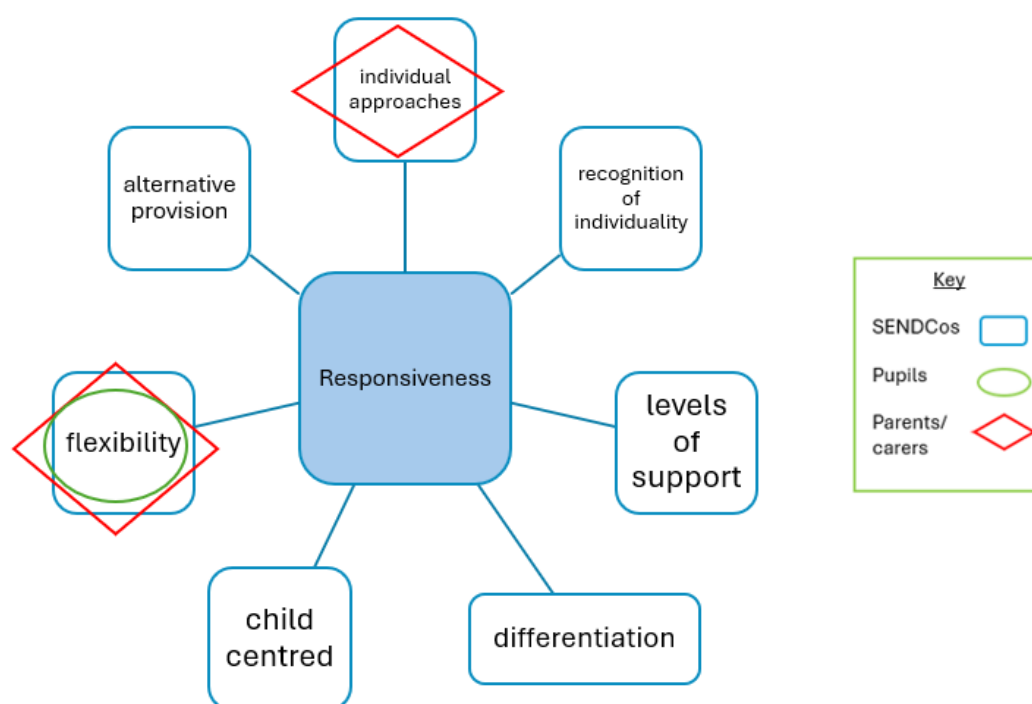 individual
approaches
alternative
provision
recognition
of
individuality
Responsiveness
flexibility
levels
of
support
child
centred
differentiation
Key
SENDCos
Pupils
Parents/
carers